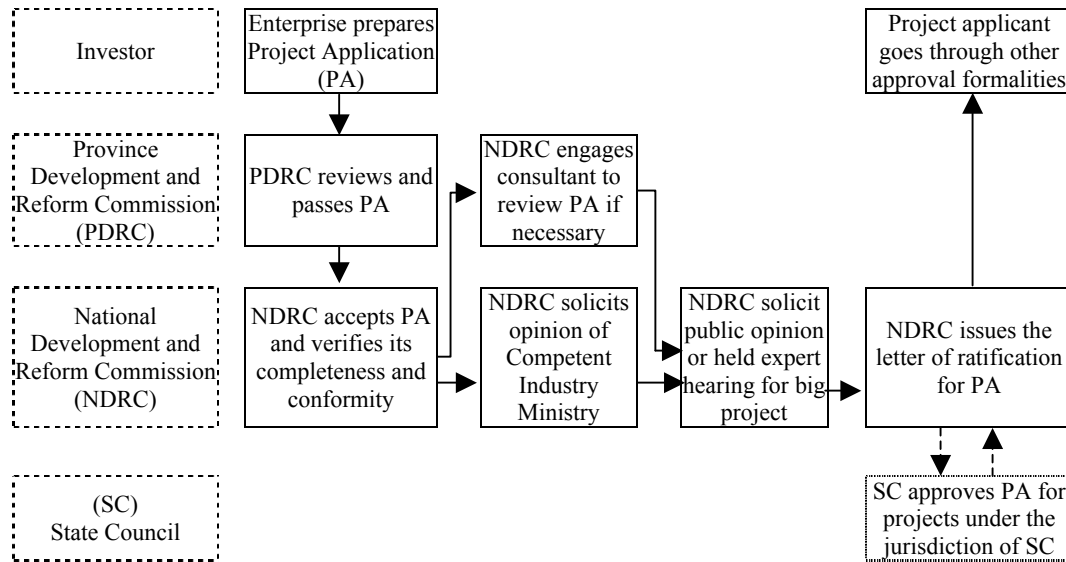 Investor
Enterprise prepares
Project Application
(PA)
Project applicant
goes through other
approval formalities
Province
Development and
Reform Commission
(PDRC)
PDRC reviews and
passes PA
NDRC engages
consultant to
review PA if
necessary
National
Development and
Reform Commission
(NDRC)
NDRC accepts PA
and verifies its
completeness and
conformity
NDRC solicits
opinion of
Competent
Industry
Ministry
NDRC solicit
public opinion
or held expert
hearing for big
project
NDRC issues the
letter of ratification
for PA
(SC)
State Council
SC approves PA for
projects under the
jurisdiction of SC